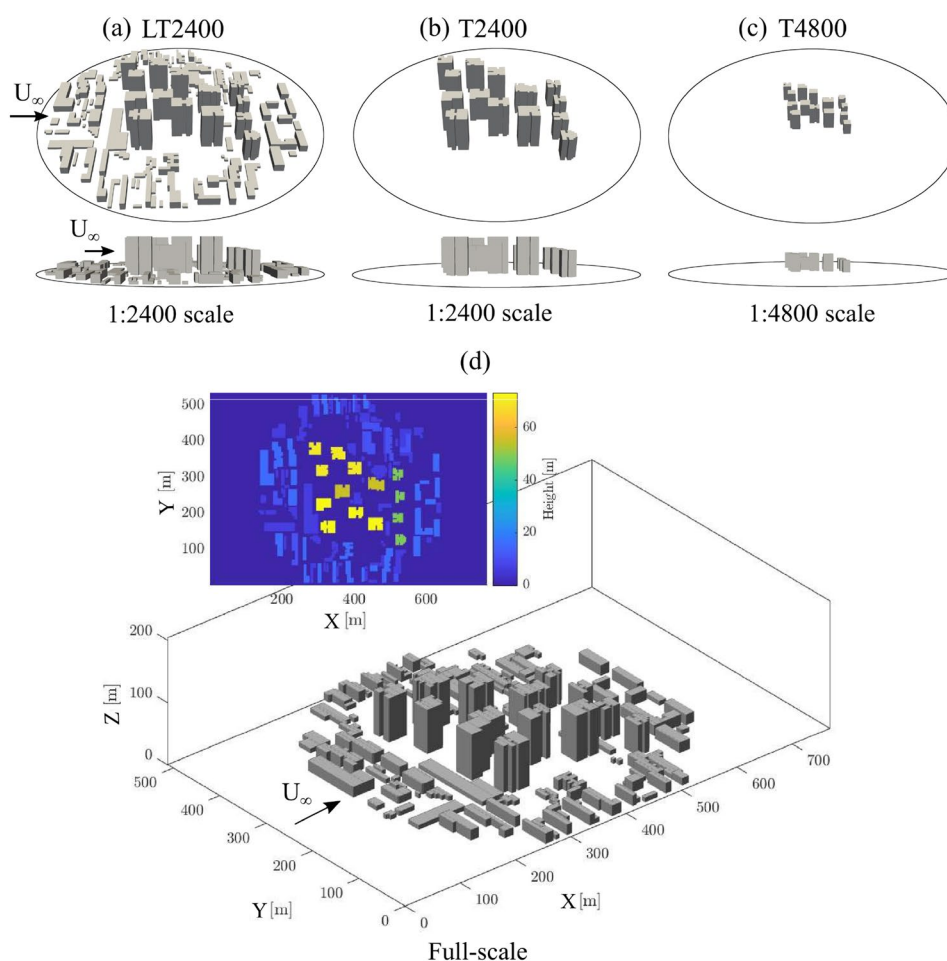 (a) LT2400
(b) T2400
(c) T4800
U∞
U∞
1:2400 scale
1:2400 scale
1:4800 scale
(d)
500
400
300
200
100
Y [m]
200
400
600
X [m]
60
40
20
0
Height [m]
200
100
0
Z [m]
500
400
300
200
100
0
Y [m]
U∞
0
100
200
300
400
500
600
700
X [m]
Full-scale